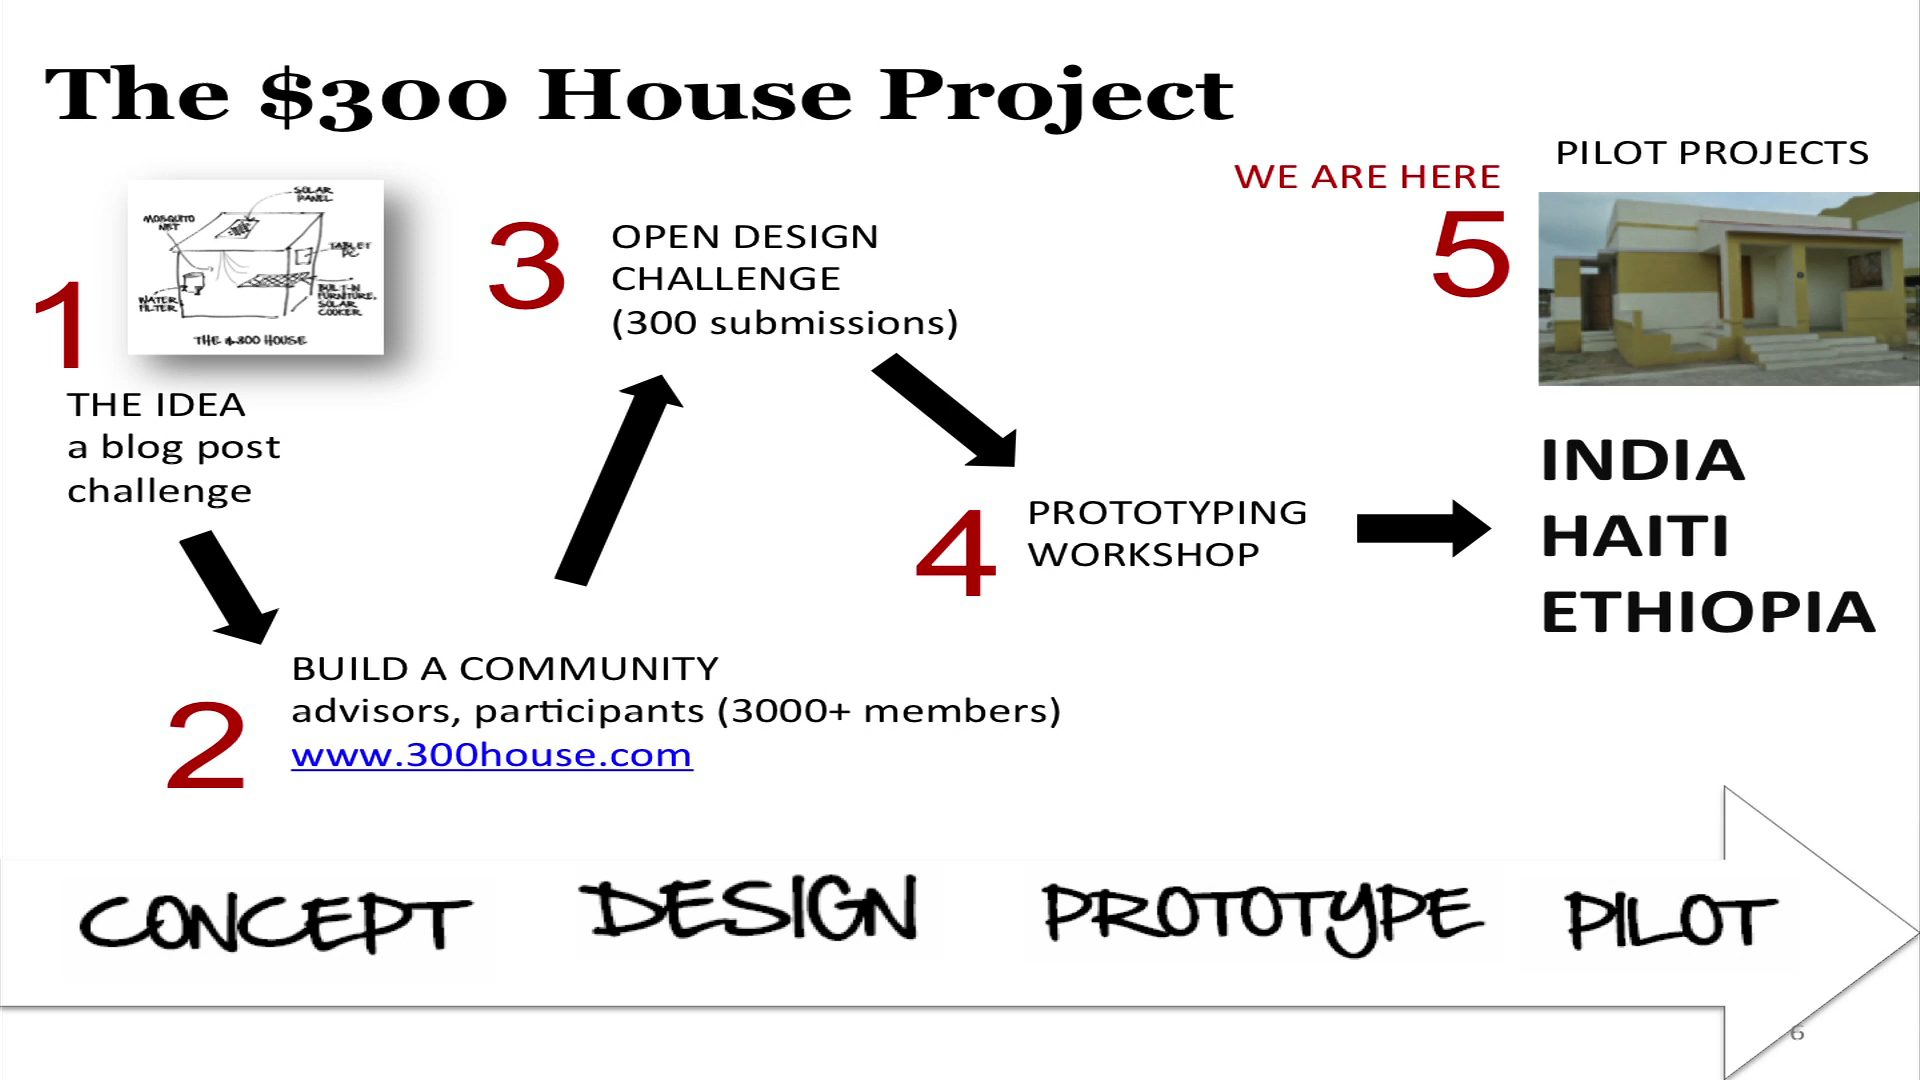 The $300 House Project
1
SOLAR
PANEL
MOSQUITO
NET
TABLET
PC
WATER
FILTER
BUILT-IN
FURNITURE,
SOLAR
COOKER
THE $300 HOUSE
THE IDEA
a blog post
challenge
2
BUILD A COMMUNITY
advisors, participants (3000+ members)
www.300house.com
3
OPEN DESIGN
CHALLENGE
(300 submissions)
4
PROTOTYPING
WORKSHOP
WE ARE HERE
5
PILOT PROJECTS
INDIA
HAITI
ETHIOPIA
CONCEPT DESIGN PROTOTYPE PILOT
6